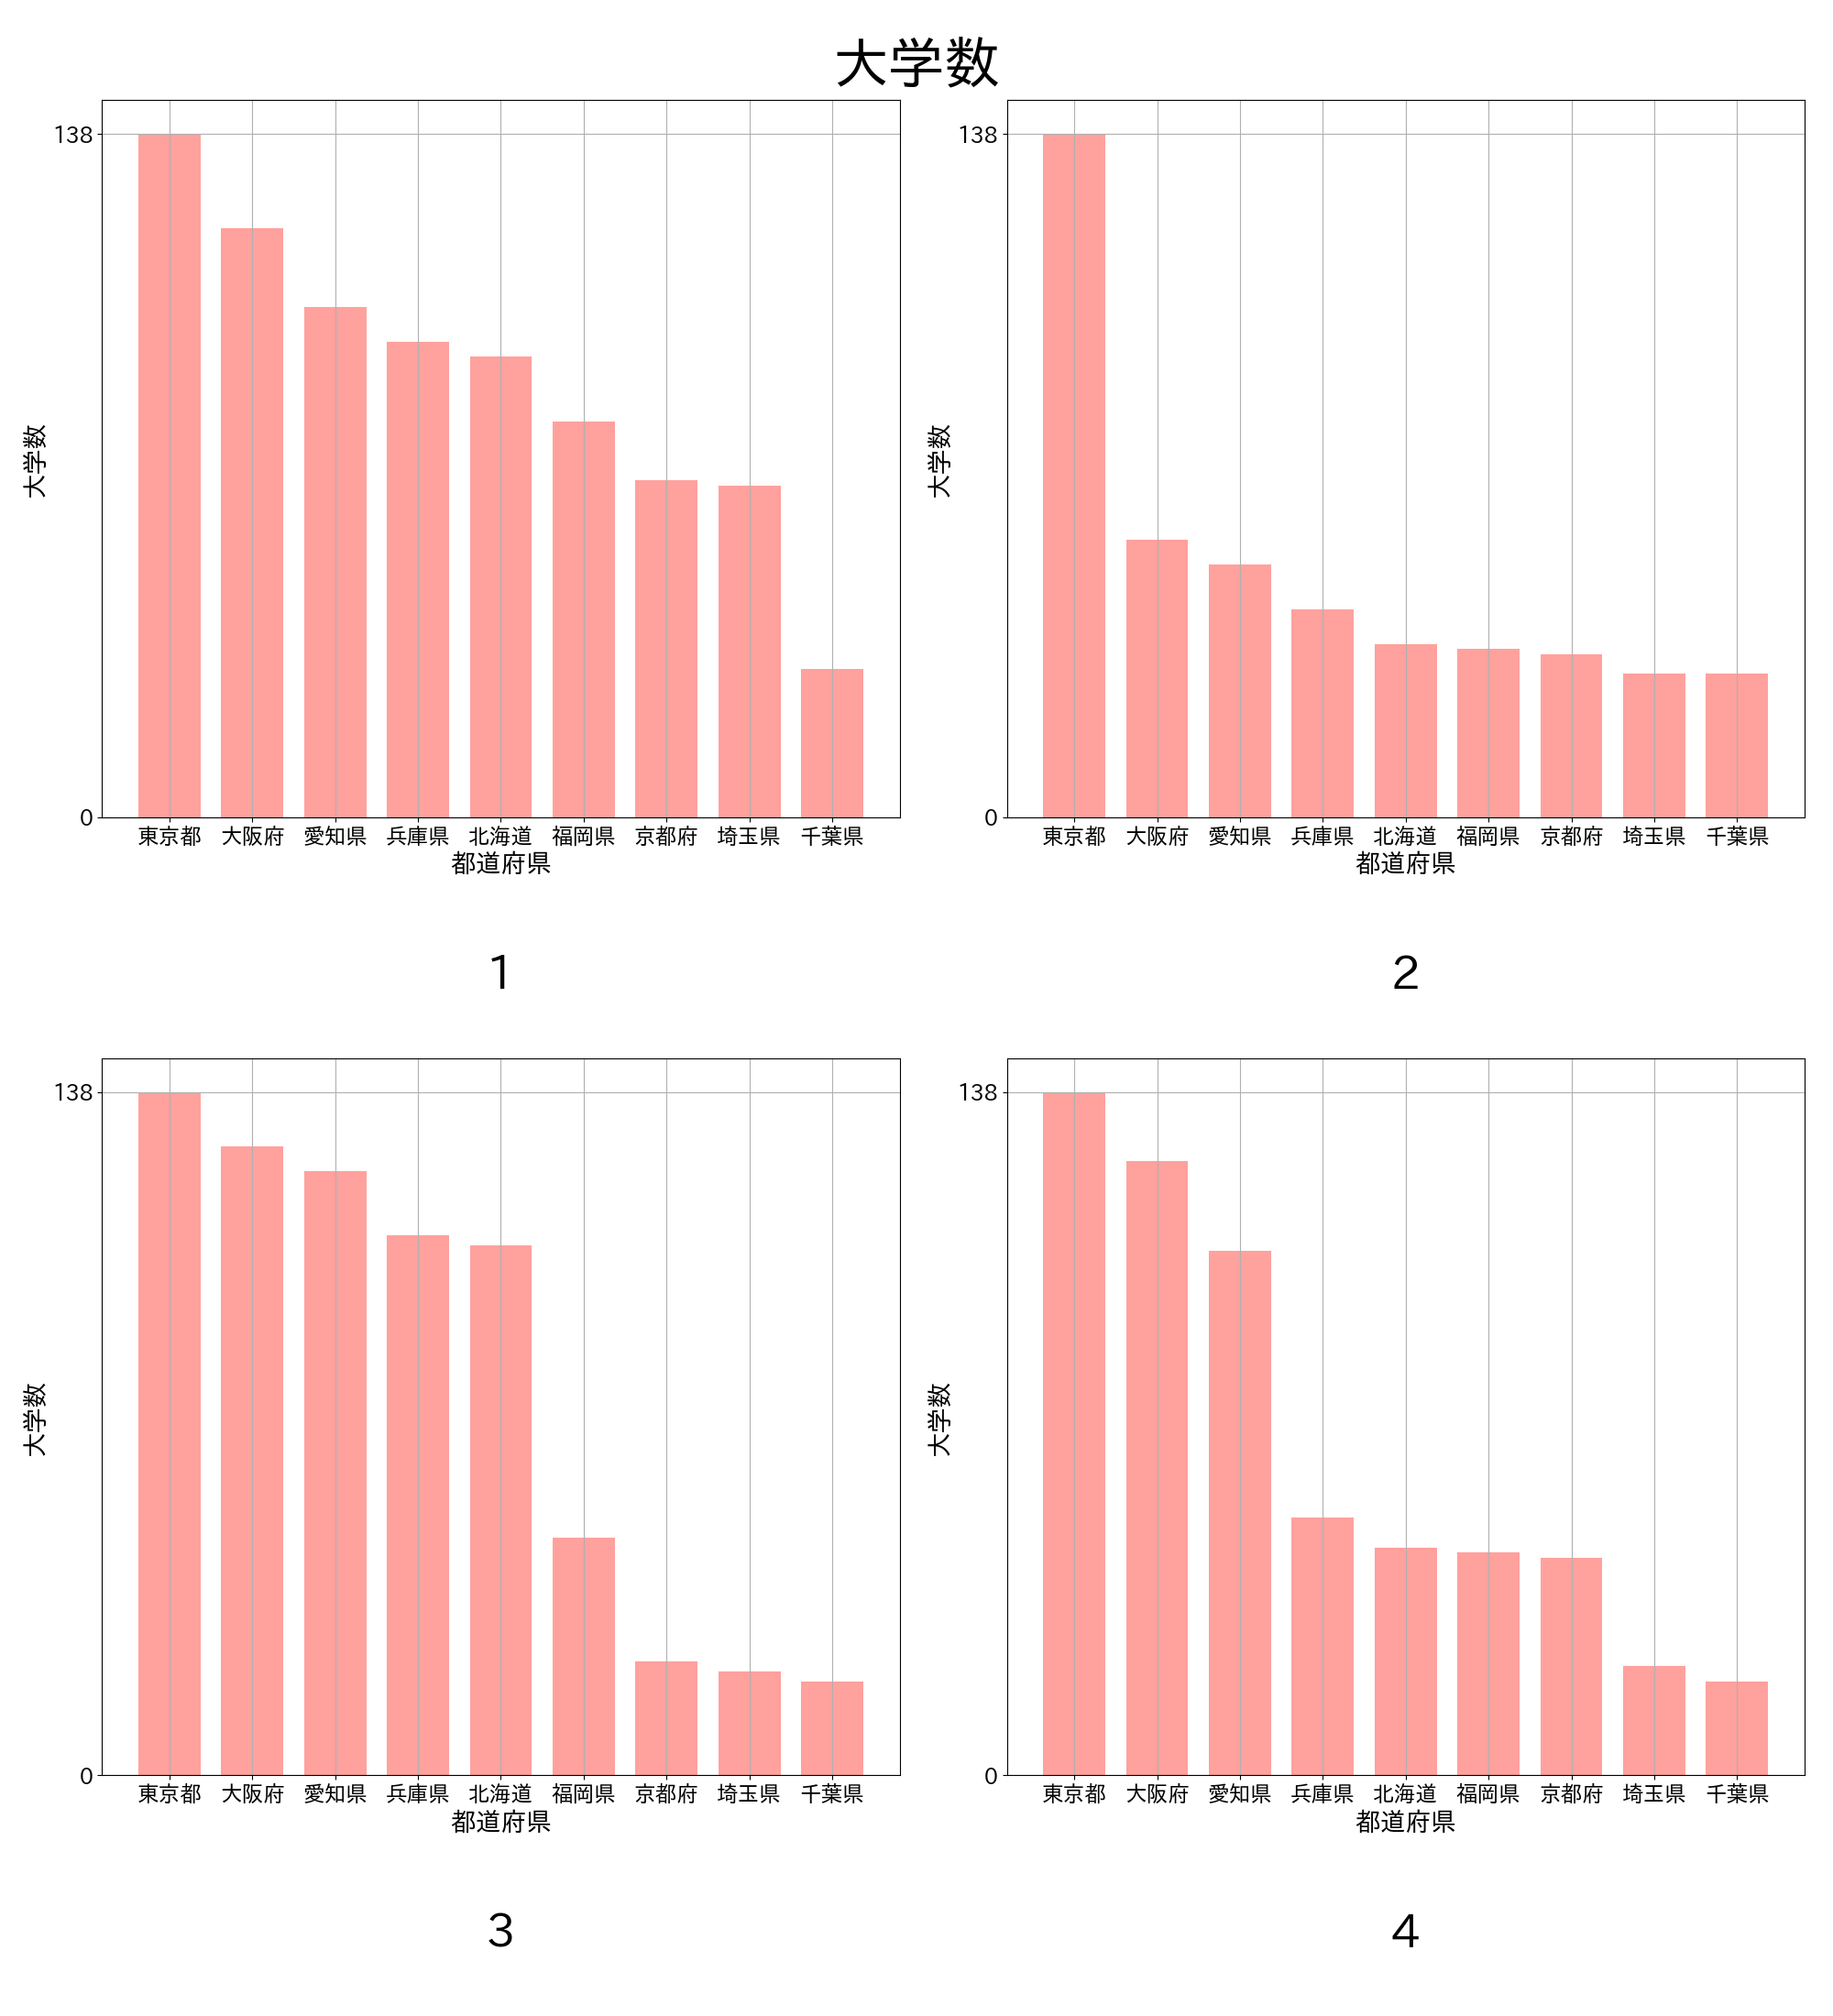 大学数
138
大学数
0
東京都 大阪府 愛知県 兵庫県 北海道 福岡県 京都府 埼玉県 千葉県
都道府県
1
138
大学数
0
東京都 大阪府 愛知県 兵庫県 北海道 福岡県 京都府 埼玉県 千葉県
都道府県
2
138
大学数
0
東京都 大阪府 愛知県 兵庫県 北海道 福岡県 京都府 埼玉県 千葉県
都道府県
3
138
大学数
0
東京都 大阪府 愛知県 兵庫県 北海道 福岡県 京都府 埼玉県 千葉県
都道府県
4